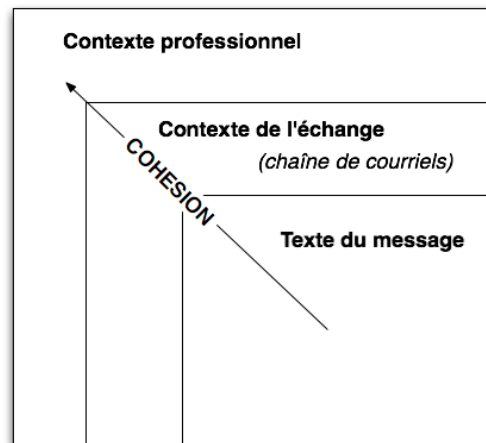 Contexte professionnel
Contexte de l'échange
(chaîne de courriels)
COHESION
Texte du message